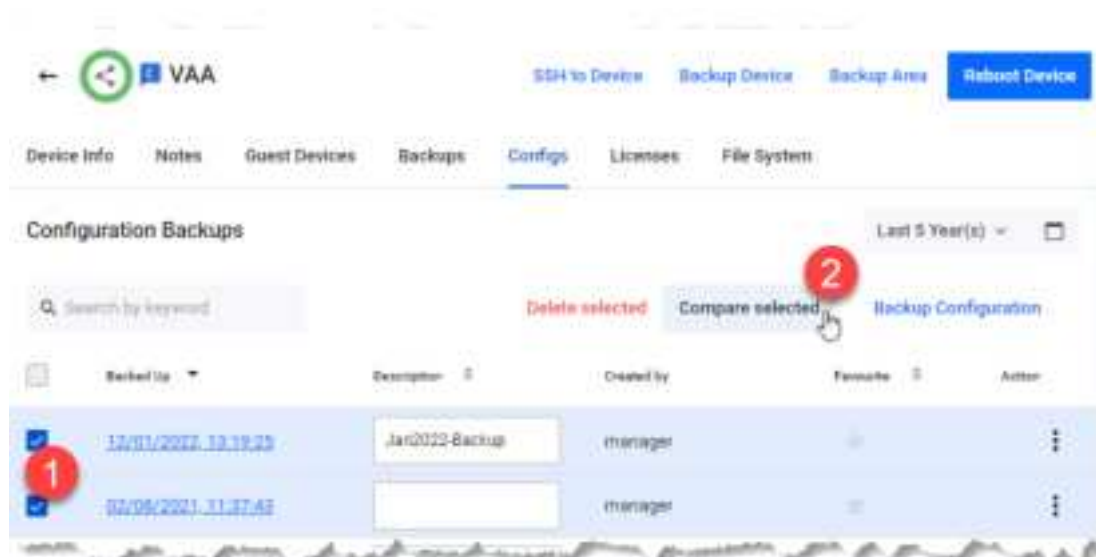 VAA SSH to Device Backup Device Backup Area Reboot Device
Device Info Notes Guest Devices Backups Configs Licenses File System
Configuration Backups Last 5 Year(s)
2
Search by keyword Delete selected Compare selected Backup Configuration
Backed Up Description Created by Favourite Action
12/01/2022, 13:19:25 Jan2022-Backup manager
1
02/06/2021, 11:37:43 manager